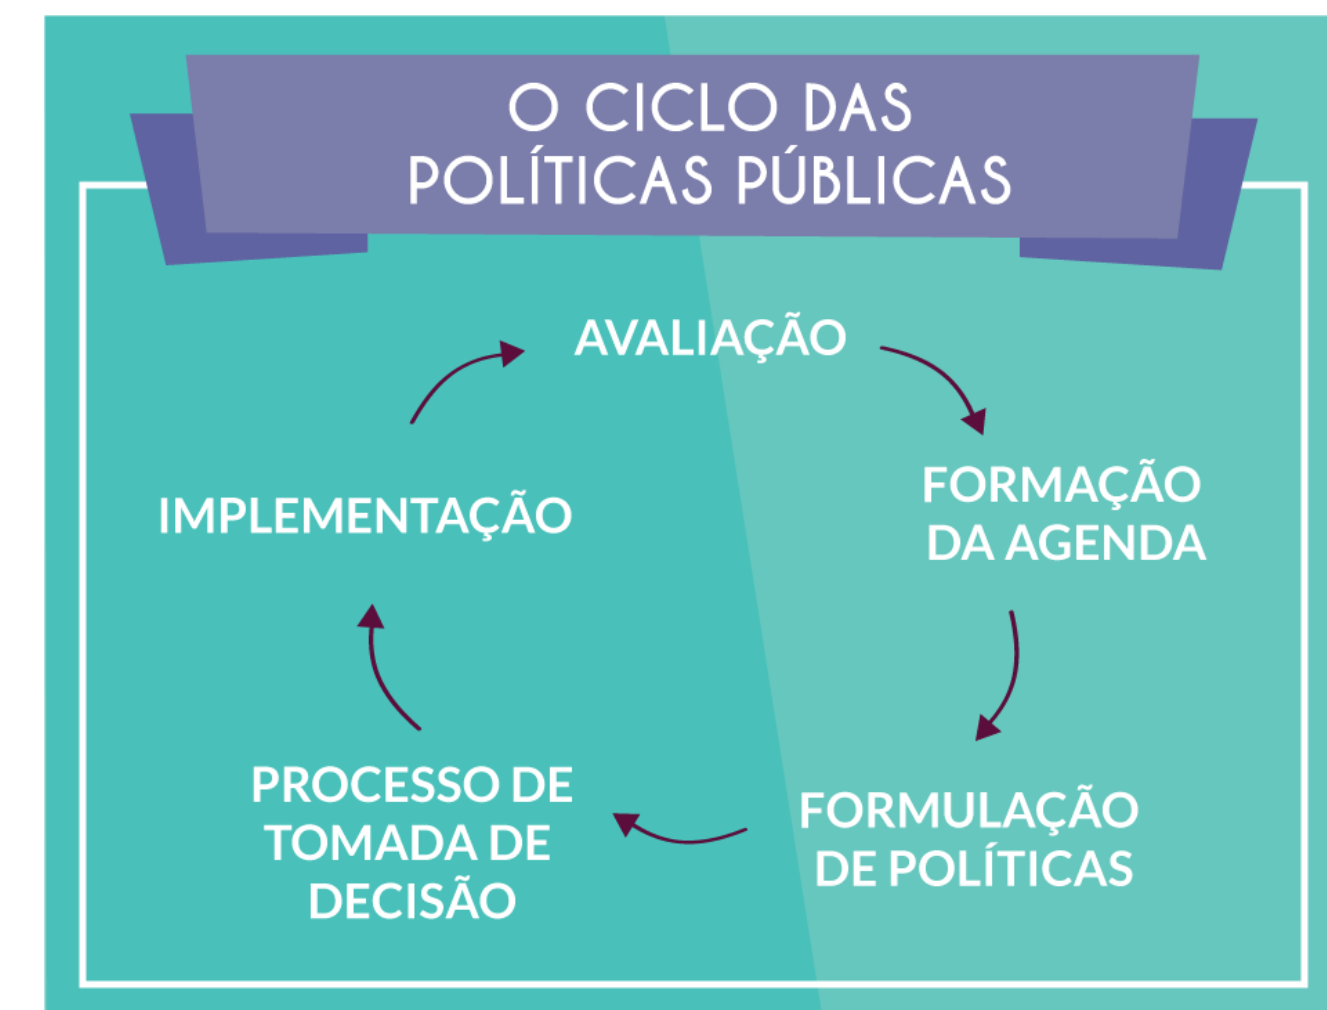 O CICLO DAS
POLÍTICAS PÚBLICAS
AVALIAÇÃO
FORMAÇÃO
DA AGENDA
FORMULAÇÃO
DE POLÍTICAS
PROCESSO DE
TOMADA DE
DECISÃO
IMPLEMENTAÇÃO